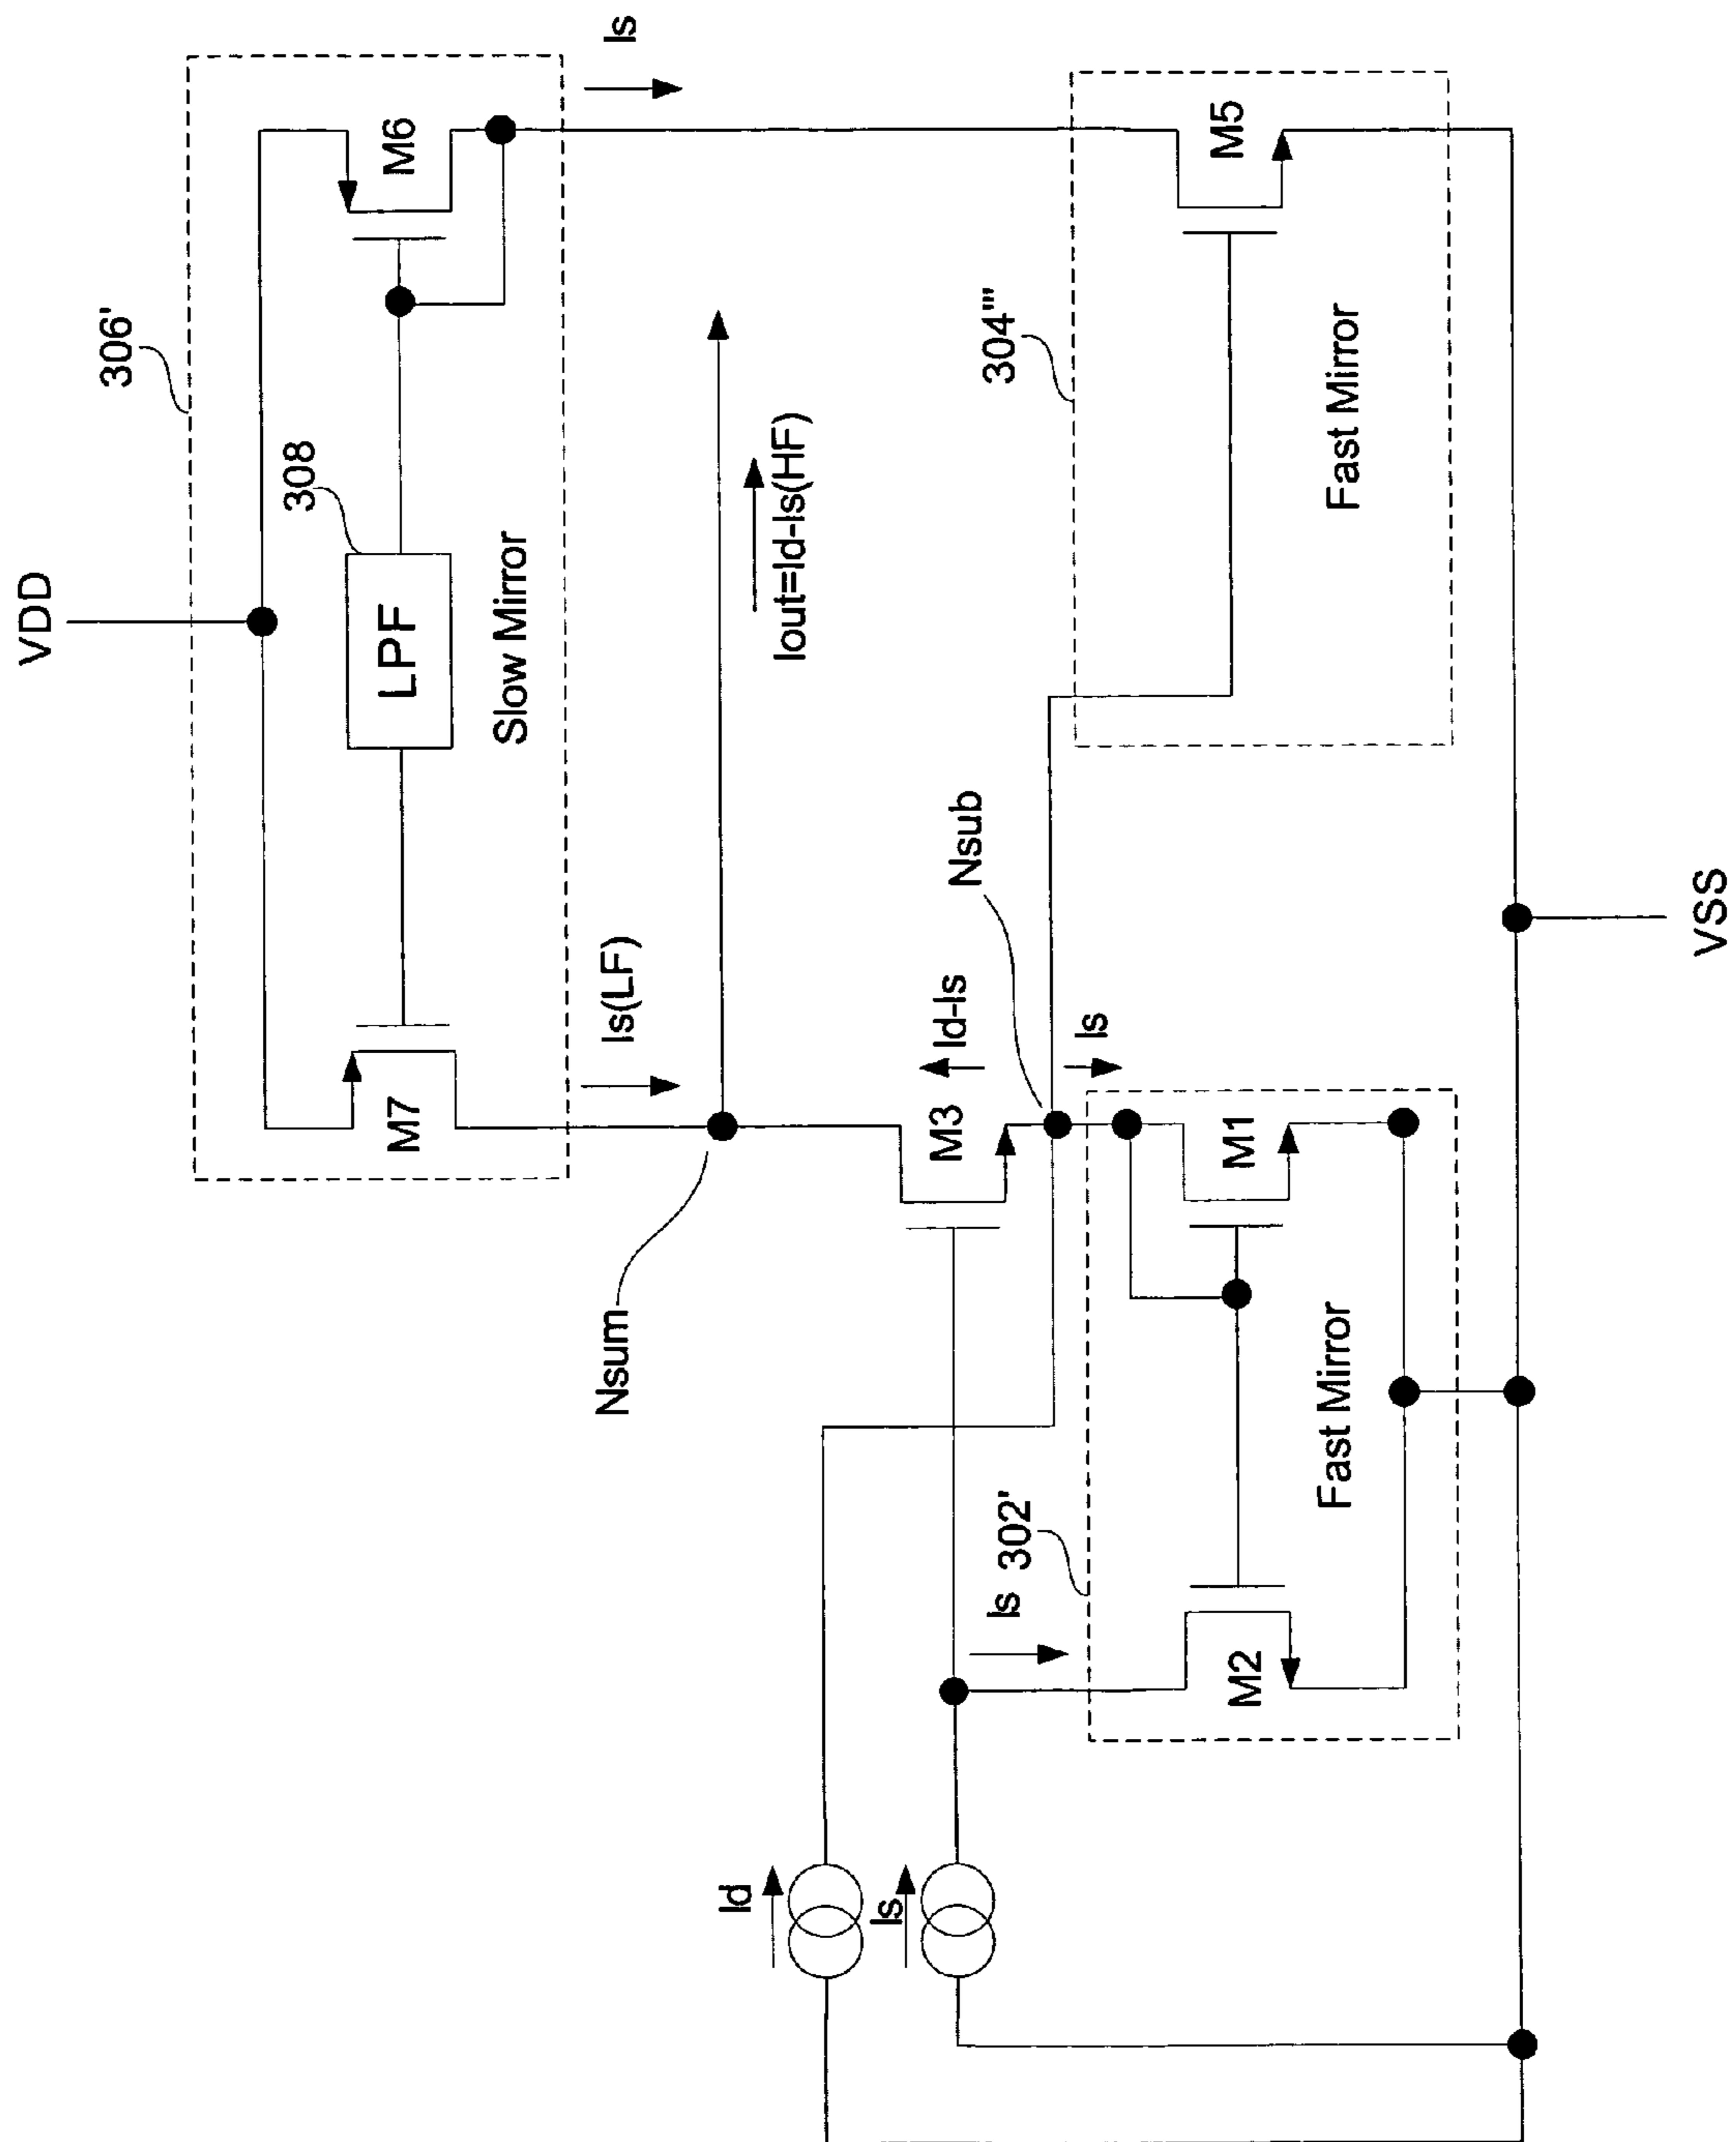 VDD
306'
308
LPF
Slow Mirror
M7
M6
Is(LF)
Is
Nsum
Iout=Id-Is(HF)
M3
Id-Is
Nsub
Is
304'''
M5
Fast Mirror
Id
Is
Is
302'
M2
M1
Fast Mirror
VSS